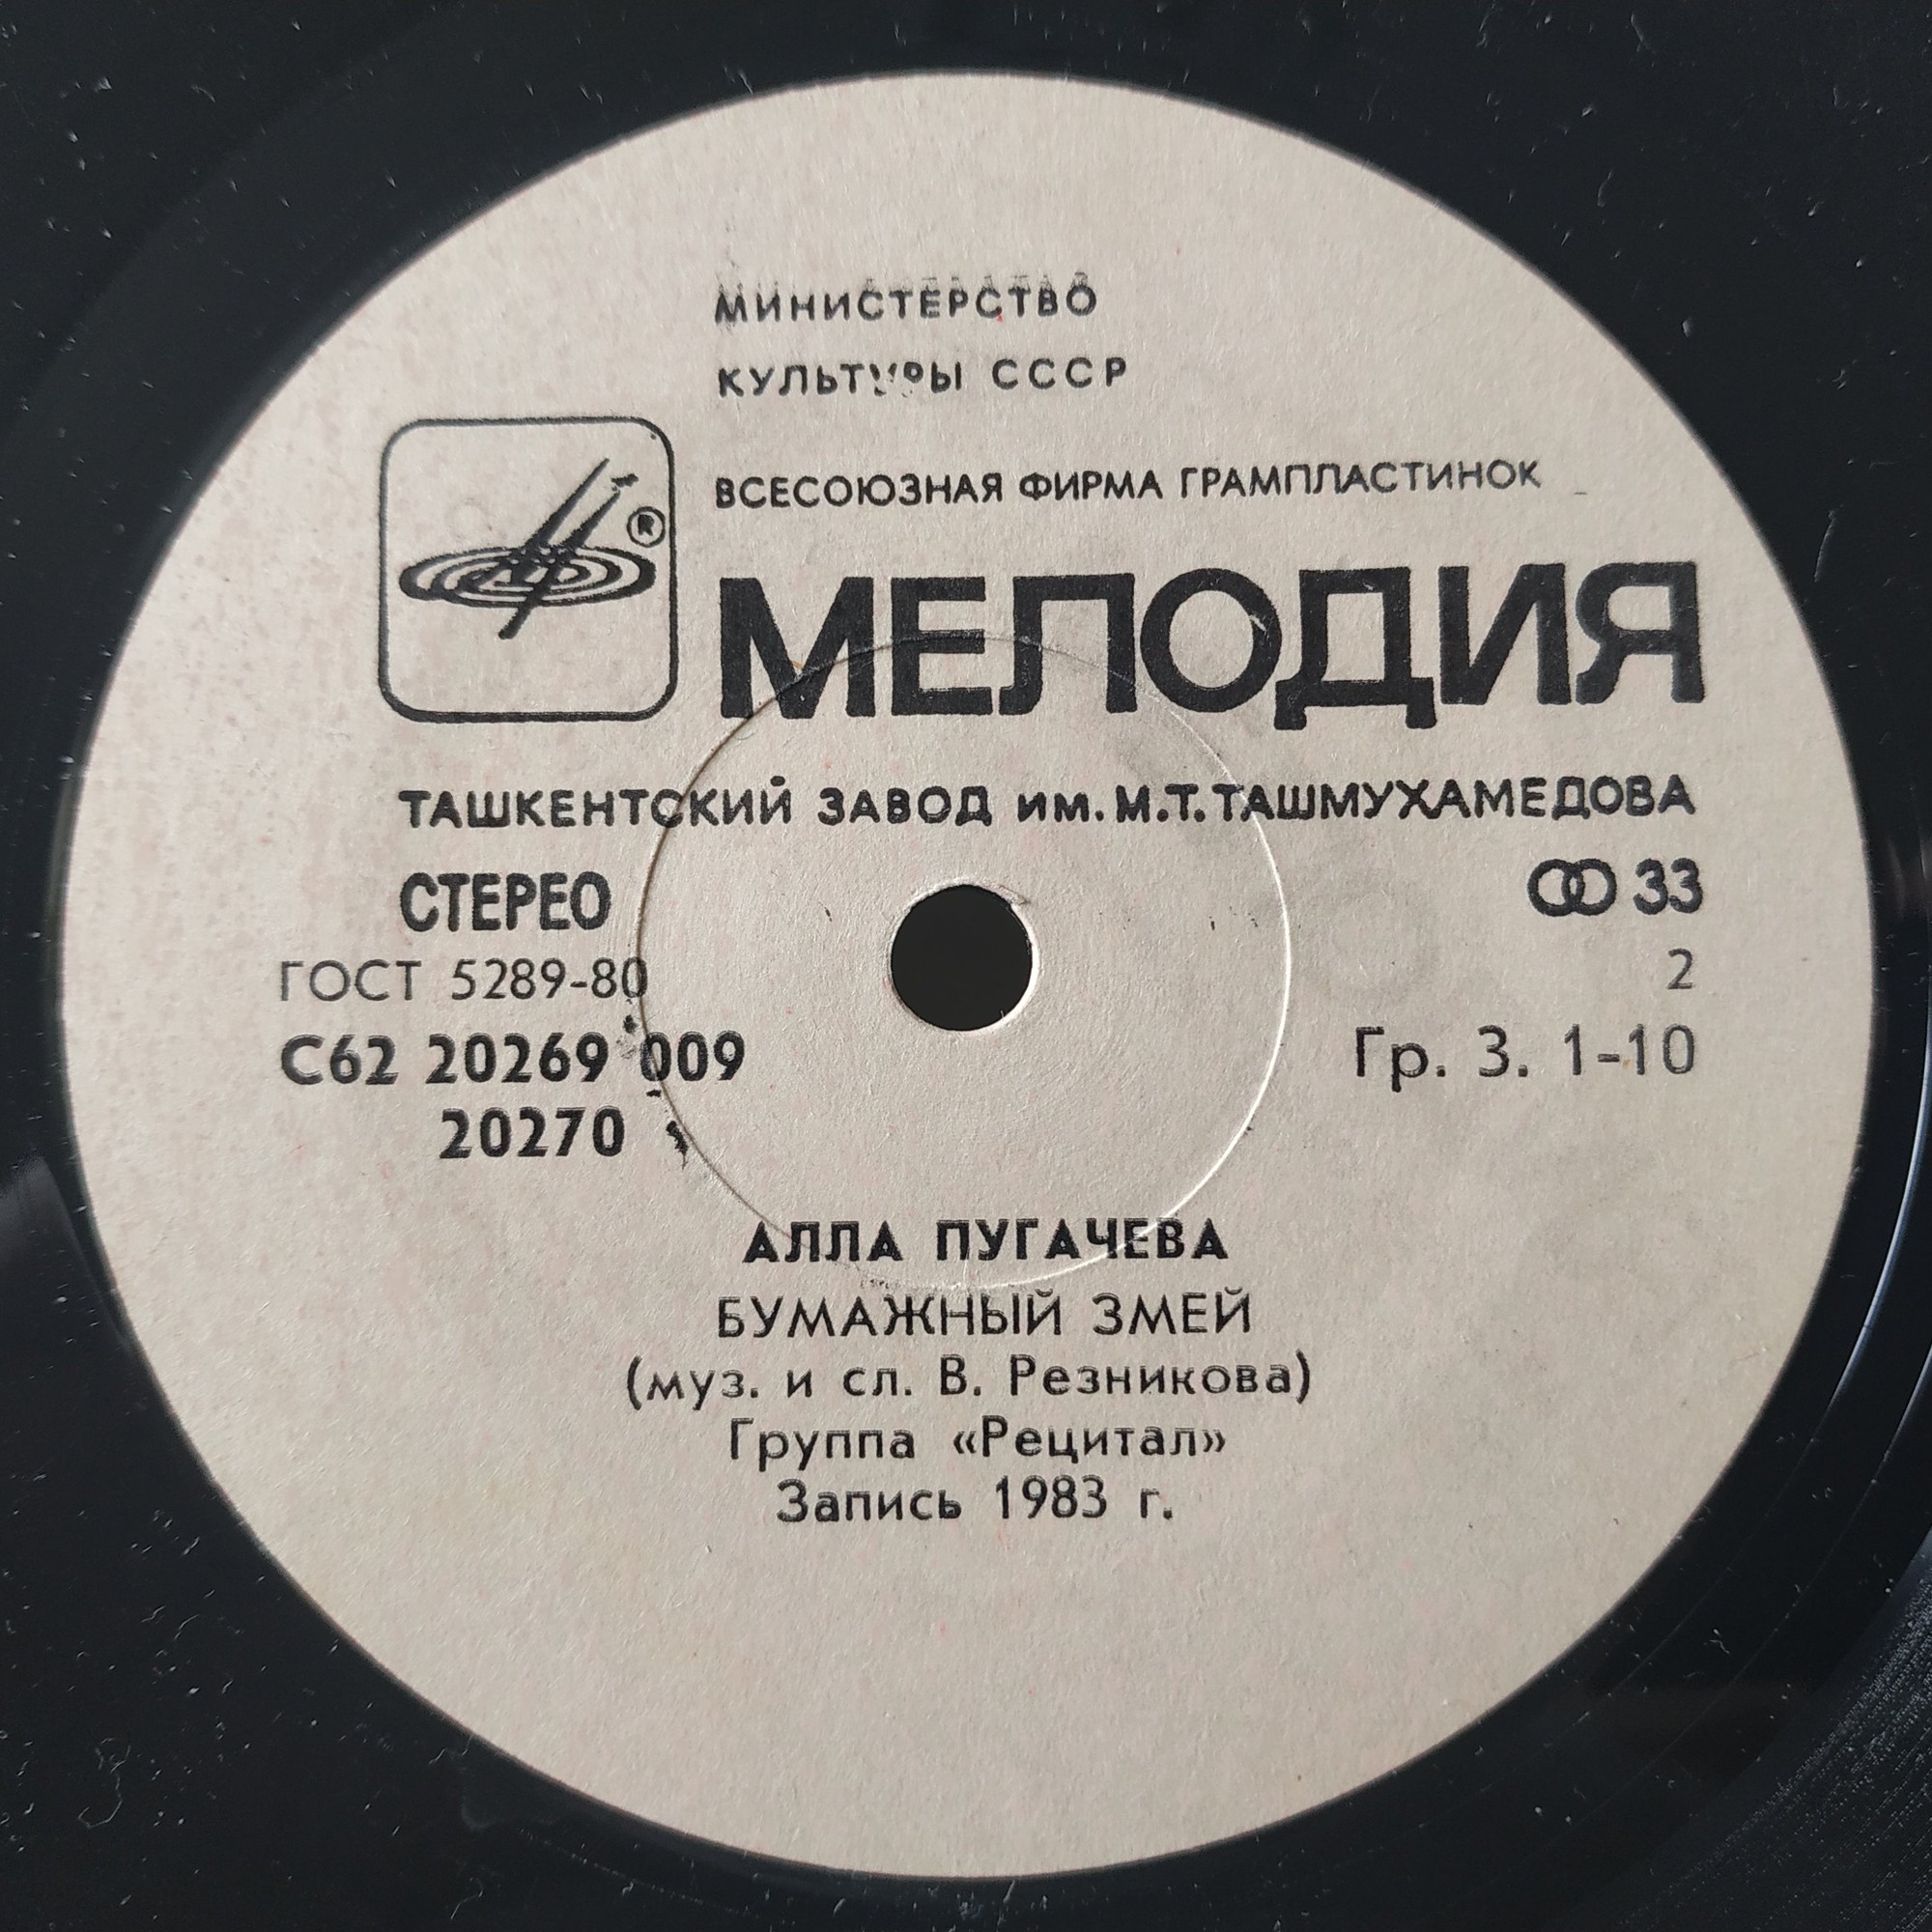 МИНИСТЕРСТВО
КУЛЬТУРЫ СССР
ВСЕСОЮЗНАЯ ФИРМА ГРАМПЛАСТИНОК
®
МЕЛОДИЯ
ТАШКЕНТСКИЙ ЗАВОД им. М.Т. ТАШМУХАМЕДОВА
СТЕРЕО 33
ГОСТ 5289-80 2
С62 20269 009 Гр. 3. 1-10
20270
АЛЛА ПУГАЧЕВА
БУМАЖНЫЙ ЗМЕЙ
(муз. и сл. В. Резникова)
Группа «Рецитал»
Запись 1983 г.